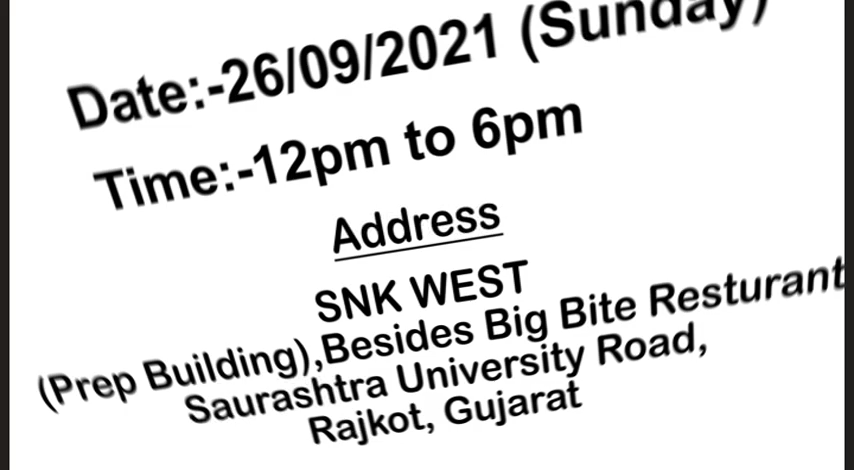 Date:-26/09/2021 (Sunday)
Time:-12pm to 6pm
Address
SNK WEST
(Prep Building),Besides Big Bite Resturant
Saurashtra University Road,
Rajkot, Gujarat